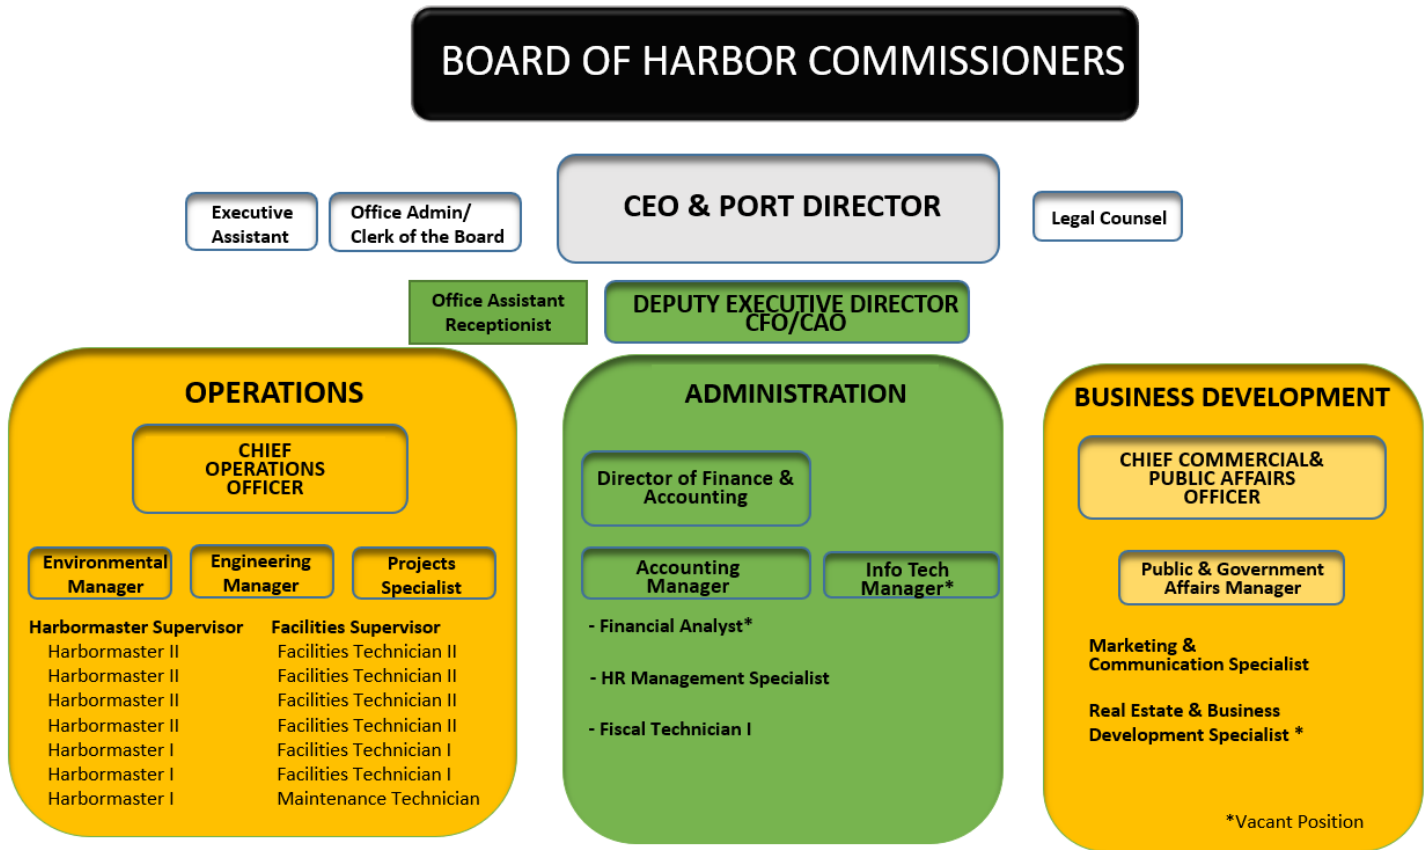 BOARD OF HARBOR COMMISSIONERS
Executive
Assistant
Office Admin/
Clerk of the Board
CEO & PORT DIRECTOR
Legal Counsel
Office Assistant
Receptionist
DEPUTY EXECUTIVE DIRECTOR
CFO/CAO
OPERATIONS
CHIEF
OPERATIONS
OFFICER
Environmental
Manager
Engineering
Manager
Projects
Specialist
Harbormaster Supervisor
Harbormaster II
Harbormaster II
Harbormaster II
Harbormaster II
Harbormaster I
Harbormaster I
Harbormaster I
Facilities Supervisor
Facilities Technician II
Facilities Technician II
Facilities Technician II
Facilities Technician II
Facilities Technician I
Facilities Technician I
Maintenance Technician
ADMINISTRATION
Director of Finance &
Accounting
Accounting
Manager
Info Tech
Manager*
- Financial Analyst*
- HR Management Specialist
- Fiscal Technician I
BUSINESS DEVELOPMENT
CHIEF COMMERCIAL&
PUBLIC AFFAIRS
OFFICER
Public & Government
Affairs Manager
Marketing &
Communication Specialist
Real Estate & Business
Development Specialist *
*Vacant Position